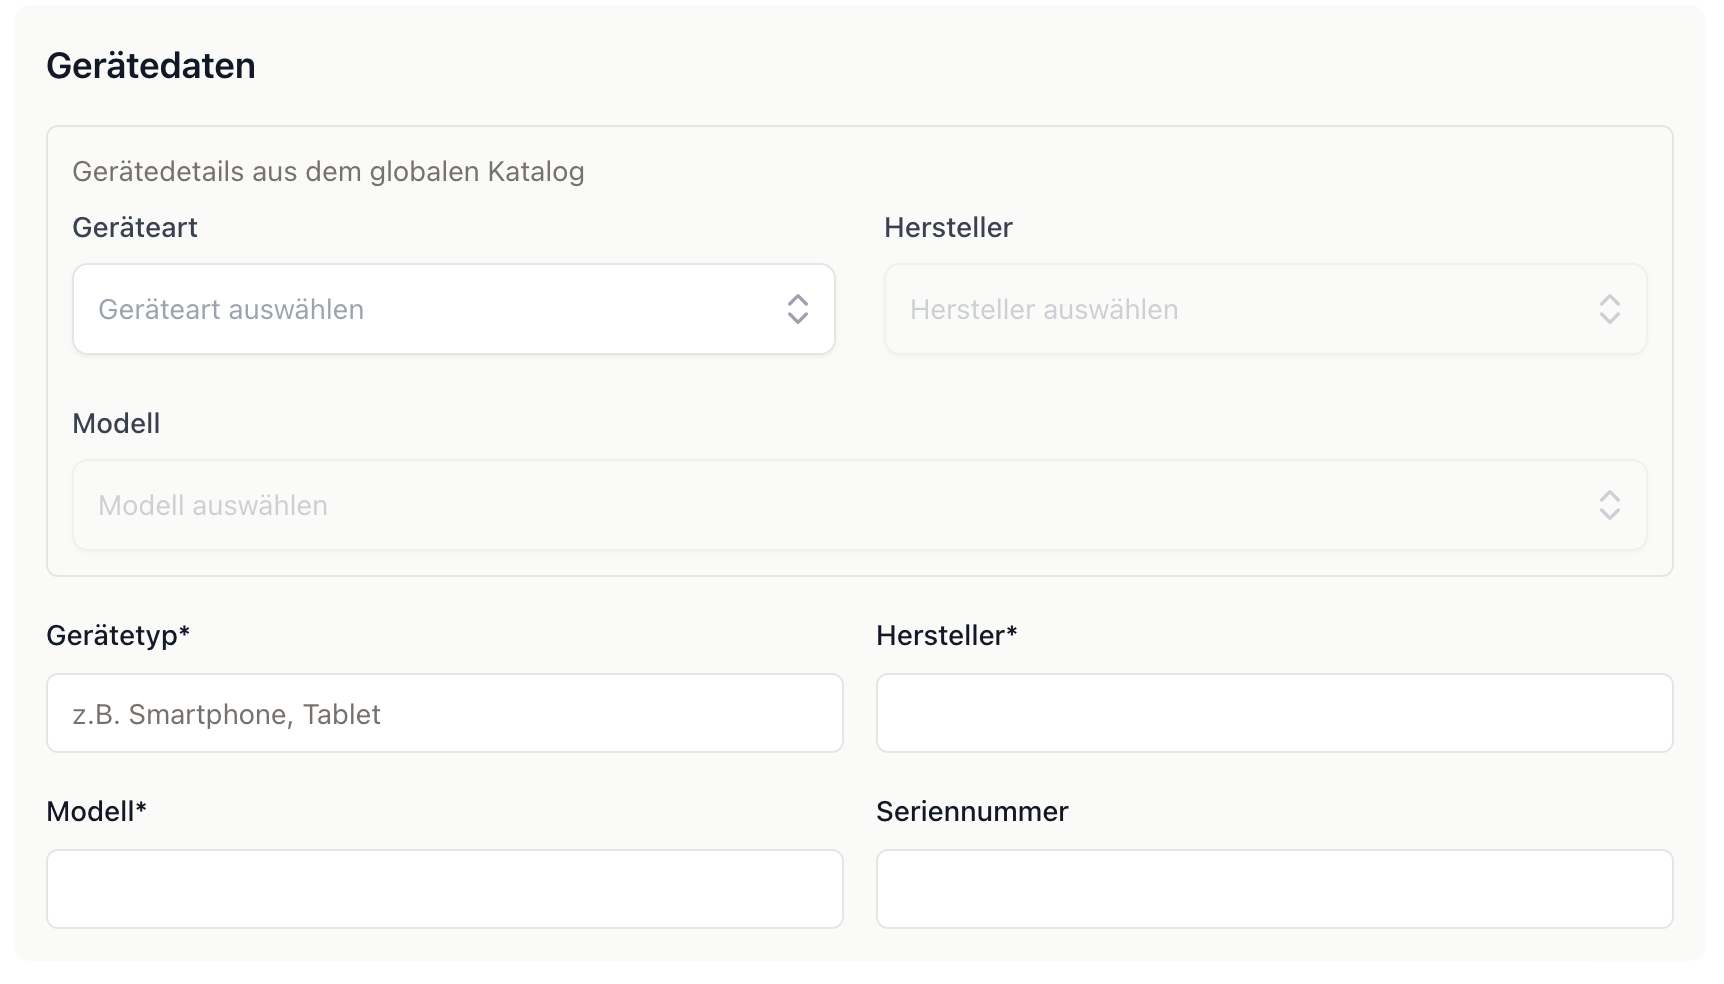 Gerätedaten
Gerätedetails aus dem globalen Katalog
Geräteart
Hersteller
Geräteart auswählen
Hersteller auswählen
Modell
Modell auswählen
Gerätetyp*
Hersteller*
z.B. Smartphone, Tablet
Modell*
Seriennummer